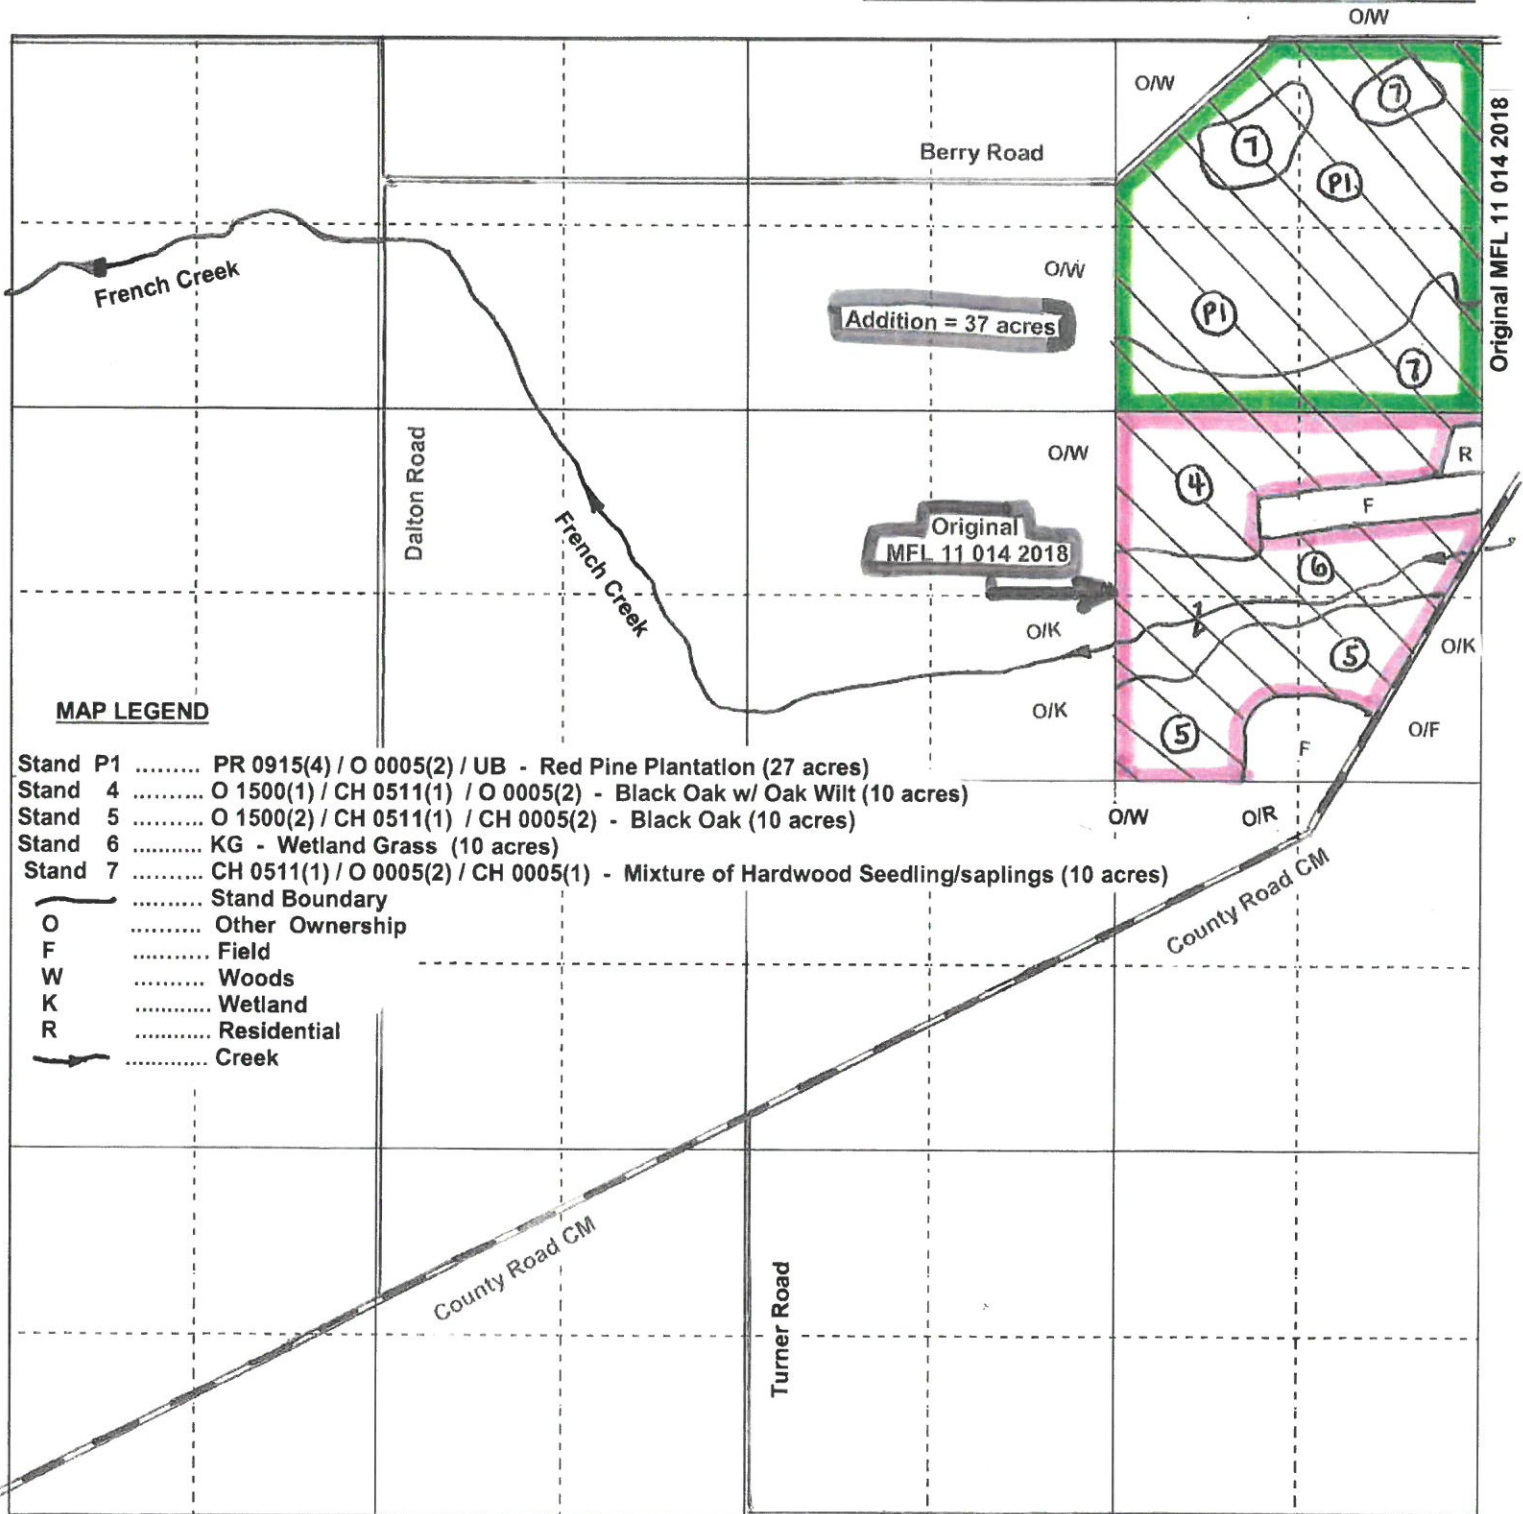 O/W
O/W
Berry Road
7
7
P1
Original MFL 11 014 2018
French Creek
O/W
Addition = 37 acres
P1
7
Dalton Road
O/W
4
R
F
Original
MFL 11 014 2018
French Creek
6
O/K
5
O/K
O/K
5
F
O/F
O/W
O/R
County Road CM
MAP LEGEND
Stand P1 ......... PR 0915(4) / O 0005(2) / UB - Red Pine Plantation (27 acres)
Stand 4 .......... O 1500(1) / CH 0511(1) / O 0005(2) - Black Oak w/ Oak Wilt (10 acres)
Stand 5 .......... O 1500(2) / CH 0511(1) / CH 0005(2) - Black Oak (10 acres)
Stand 6 .......... KG - Wetland Grass (10 acres)
Stand 7 .......... CH 0511(1) / O 0005(2) / CH 0005(1) - Mixture of Hardwood Seedling/saplings (10 acres)
.......... Stand Boundary
O .......... Other Ownership
F ........... Field
W ........... Woods
K ............ Wetland
R ............ Residential
............ Creek
County Road CM
Turner Road